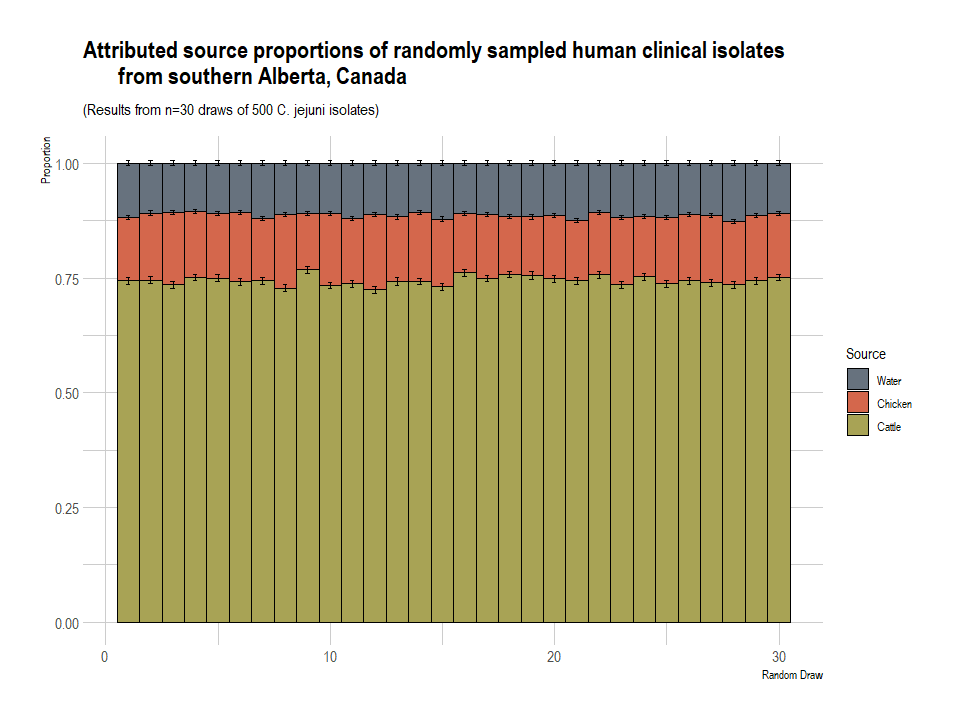 Attributed source proportions of randomly sampled human clinical isolates
from southern Alberta, Canada
(Results from n=30 draws of 500 C. jejuni isolates)
Proportion
1.00
0.75
0.50
0.25
0.00
0
10
20
30
Random Draw
Source
Water
Chicken
Cattle